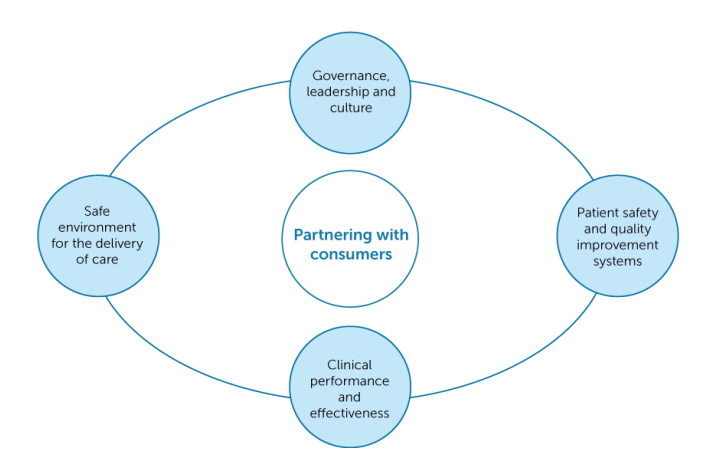 Governance,
leadership and
culture
Safe
environment
for the delivery
of care
Partnering with
consumers
Patient safety
and quality
improvement
systems
Clinical
performance
and
effectiveness